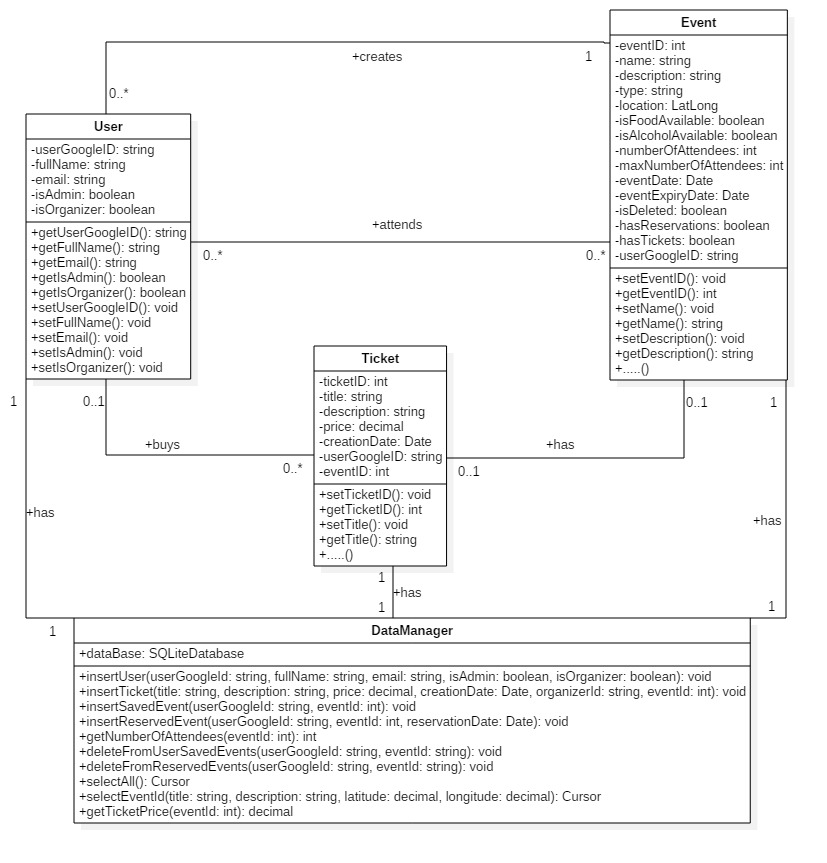 Event
-eventID: int
-name: string
-description: string
-type: string
-location: LatLong
-isFoodAvailable: boolean
-isAlcoholAvailable: boolean
-numberOfAttendees: int
-maxNumberOfAttendees: int
-eventDate: Date
-eventExpiryDate: Date
-isDeleted: boolean
-hasReservations: boolean
-hasTickets: boolean
-userGoogleID: string
+setEventID(): void
+getEventID(): int
+setName(): void
+getName(): string
+setDescription(): void
+getDescription(): string
+.....()
+creates
1
0..*
User
-userGoogleID: string
-fullName: string
-email: string
-isAdmin: boolean
-isOrganizer: boolean
+getUserGoogleID(): string
+getFullName(): string
+getEmail(): string
+getIsAdmin(): boolean
+getIsOrganizer(): boolean
+setUserGoogleID(): void
+setFullName(): void
+setEmail(): void
+setIsAdmin(): void
+setIsOrganizer(): void
+attends
0..*
0..*
Ticket
-ticketID: int
-title: string
-description: string
-price: decimal
-creationDate: Date
-userGoogleID: string
-eventID: int
+setTicketID(): void
+getTicketID(): int
+setTitle(): void
+getTitle(): string
+.....()
1
0..1
0..1
1
+buys
+has
0..*
0..1
+has
+has
1
+has
1
1
1
DataManager
+dataBase: SQLiteDatabase
+insertUser(userGoogleId: string, fullName: string, email: string, isAdmin: boolean, isOrganizer: boolean): void
+insertTicket(title: string, description: string, price: decimal, creationDate: Date, organizerId: string, eventId: int): void
+insertSavedEvent(userGoogleId: string, eventId: int): void
+insertReservedEvent(userGoogleId: string, eventId: int, reservationDate: Date): void
+getNumberOfAttendees(eventId: int): int
+deleteFromUserSavedEvents(userGoogleId: string, eventId: string): void
+deleteFromReservedEvents(userGoogleId: string, eventId: string): void
+selectAll(): Cursor
+selectEventId(title: string, description: string, latitude: decimal, longitude: decimal): Cursor
+getTicketPrice(eventId: int): decimal